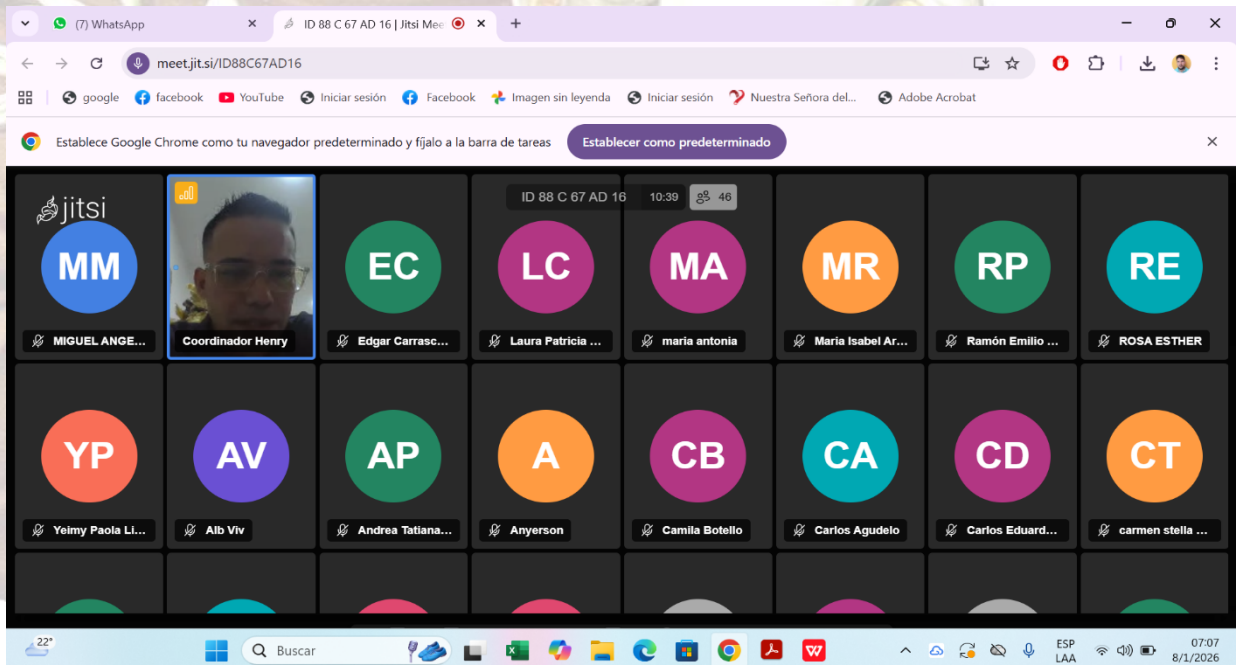 (7) WhatsApp
ID 88 C 67 AD 16 | Jitsi Mee
meet.jit.si/ID88C67AD16
google
facebook
YouTube
Iniciar sesión
Facebook
Imagen sin leyenda
Iniciar sesión
Nuestra Señora del...
Adobe Acrobat
Establece Google Chrome como tu navegador predeterminado y fíjalo a la barra de tareas
Establecer como predeterminado
jitsi
ID 88 C 67 AD 16
10:39
46
MM
EC
LC
MA
MR
RP
RE
MIGUEL ANGE...
Coordinador Henry
Edgar Carrasc...
Laura Patricia ...
maria antonia
Maria Isabel Ar...
Ramón Emilio ...
ROSA ESTHER
YP
AV
AP
A
CB
CA
CD
CT
Yeimy Paola Li...
Alb Viv
Andrea Tatiana...
Anyerson
Camila Botello
Carlos Agudelo
Carlos Eduard...
carmen stella ...
22°
Buscar
ESP
LAA
07:07
8/1/2026